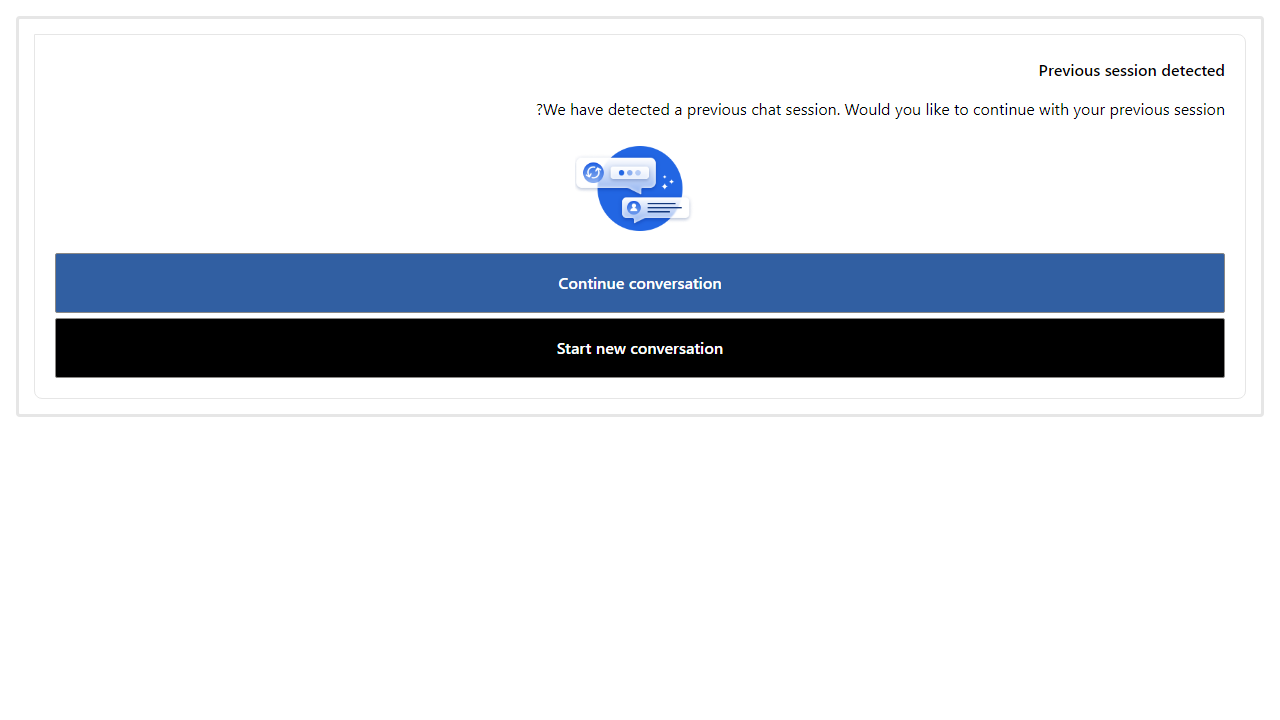 Previous session detected
?We have detected a previous chat session. Would you like to continue with your previous session
Continue conversation
Start new conversation